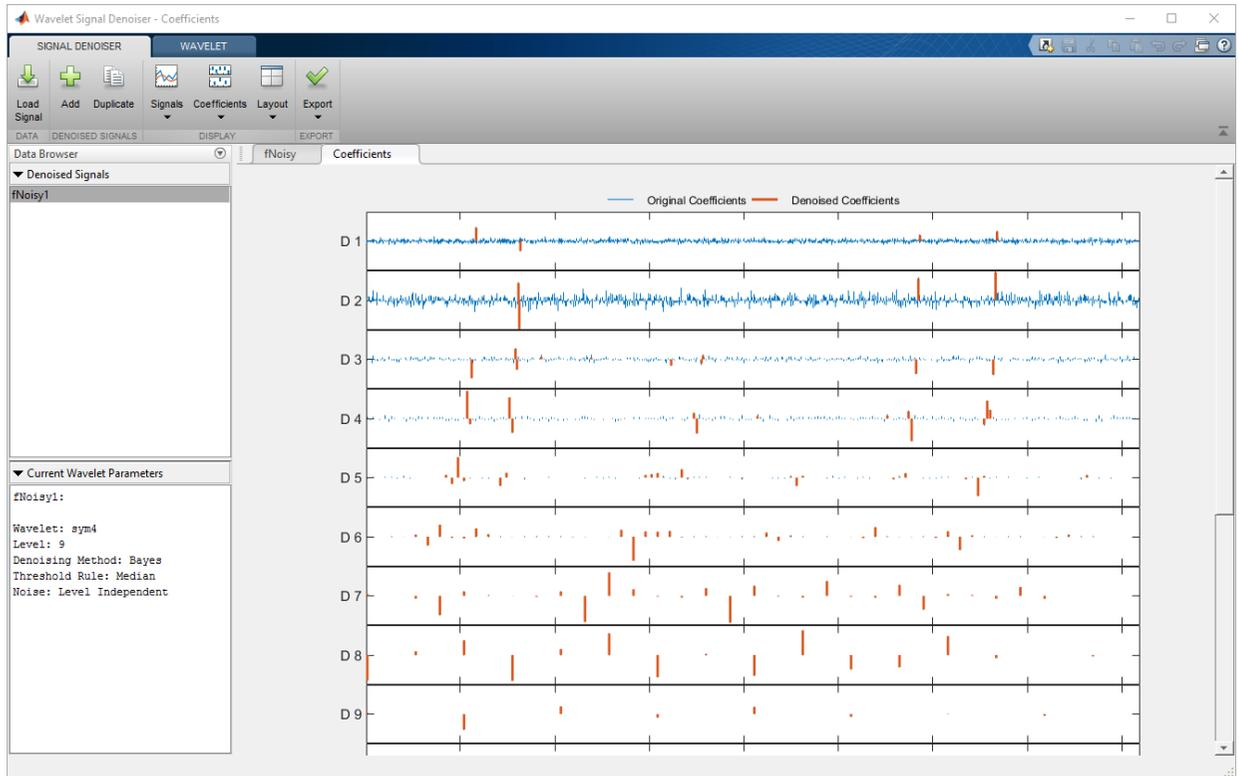 Wavelet Signal Denoiser - Coefficients
SIGNAL DENOISER WAVELET
Load Signal Add Duplicate Signals Coefficients Layout Export
DATA DENOISED SIGNALS DISPLAY EXPORT
Data Browser
Denoised Signals
fNoisy1
Current Wavelet Parameters
fNoisy1:
Wavelet: sym4
Level: 9
Denoising Method: Bayes
Threshold Rule: Median
Noise: Level Independent
fNoisy Coefficients
Original Coefficients Denoised Coefficients
D 1
D 2
D 3
D 4
D 5
D 6
D 7
D 8
D 9